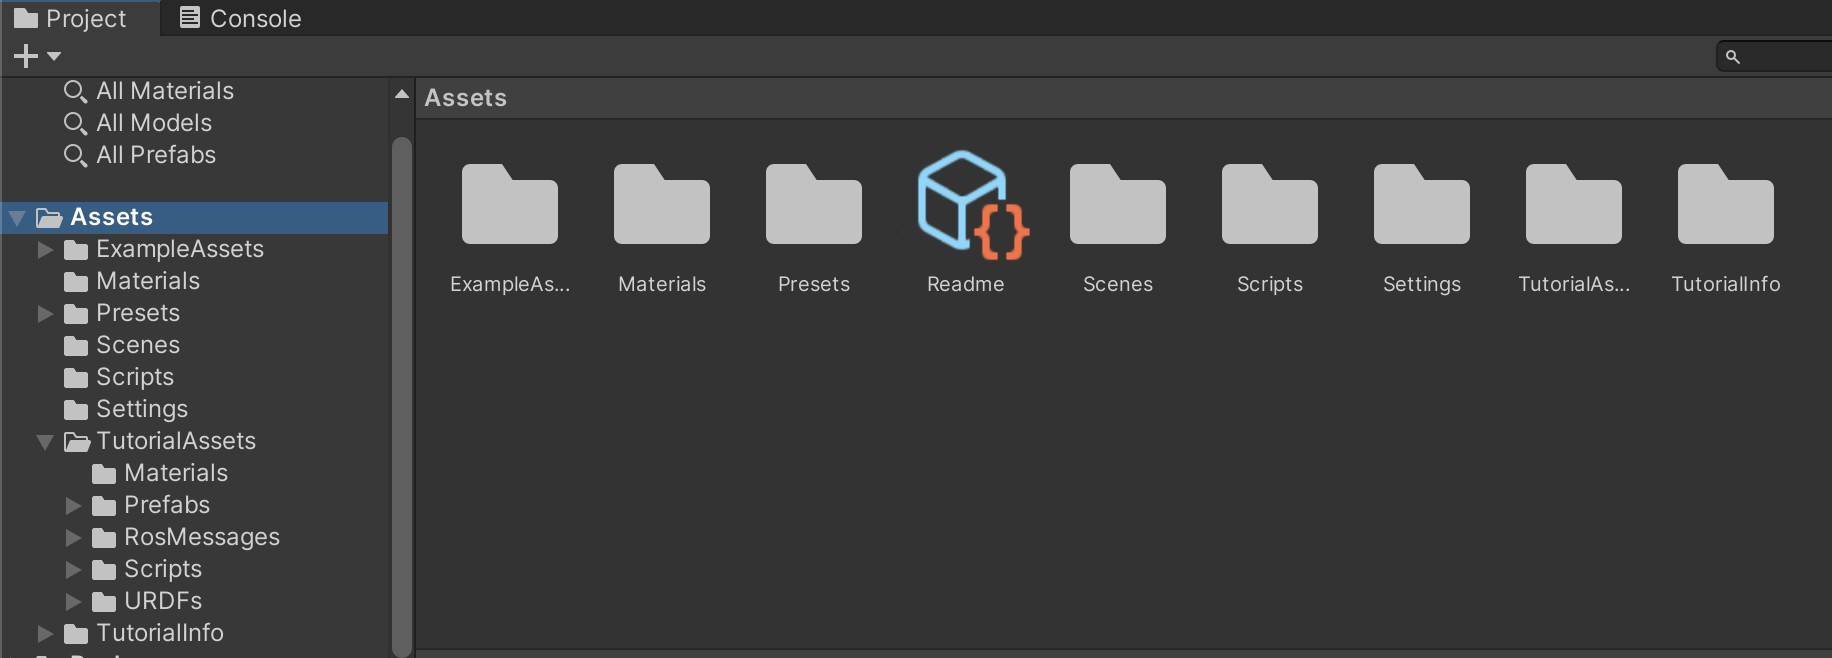 Project
Console
All Materials
All Models
All Prefabs
Assets
ExampleAssets
Materials
Presets
Scenes
Scripts
Settings
TutorialAssets
Materials
Prefabs
RosMessages
Scripts
URDFs
TutorialInfo
Assets
ExampleAs...
Materials
Presets
Readme
Scenes
Scripts
Settings
TutorialAs...
TutorialInfo